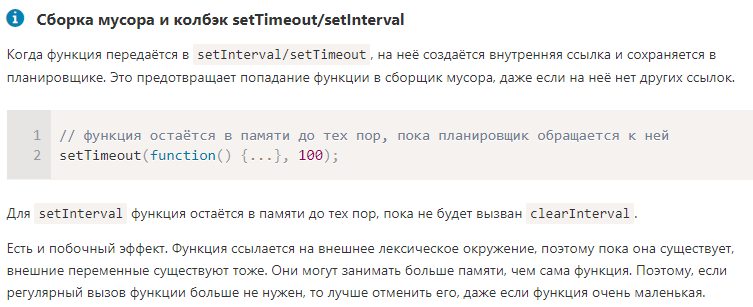 Сборка мусора и колбэк setTimeout/setInterval
Когда функция передаётся в setInterval/setTimeout, на неё создаётся внутренняя ссылка и сохраняется в
планировщике. Это предотвращает попадание функции в сборщик мусора, даже если на неё нет других ссылок.
1 // функция остаётся в памяти до тех пор, пока планировщик обращается к ней
2 setTimeout(function() {...}, 100);
Для setInterval функция остаётся в памяти до тех пор, пока не будет вызван clearInterval.
Есть и побочный эффект. Функция ссылается на внешнее лексическое окружение, поэтому пока она существует,
внешние переменные существуют тоже. Они могут занимать больше памяти, чем сама функция. Поэтому, если
регулярный вызов функции больше не нужен, то лучше отменить его, даже если функция очень маленькая.